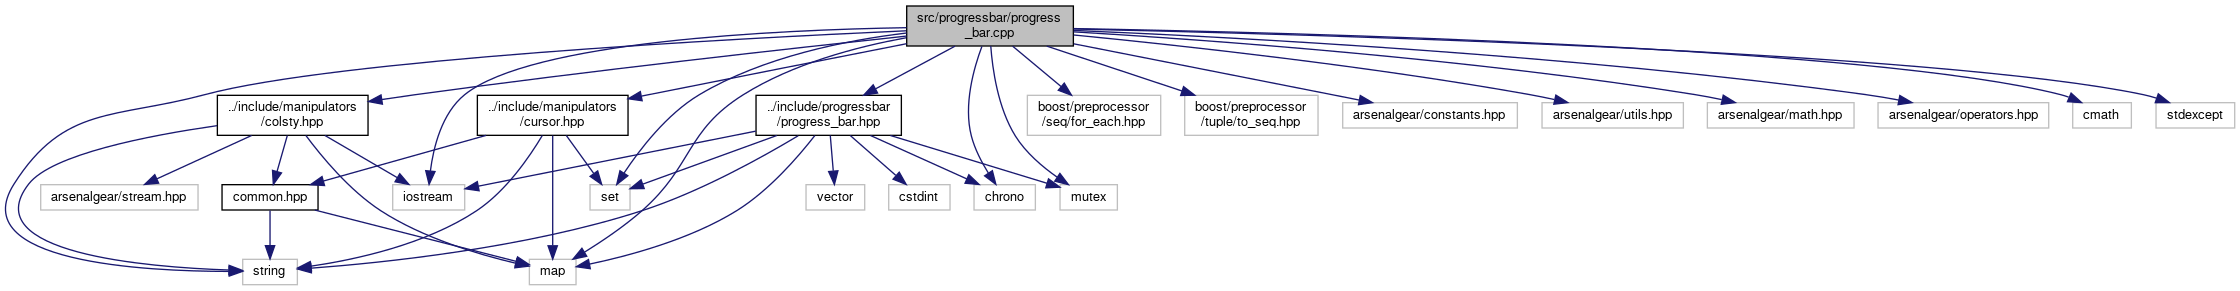 src/progressbar/progress
_bar.cpp
../include/manipulators
/colsty.hpp
../include/manipulators
/cursor.hpp
../include/progressbar
/progress_bar.hpp
boost/preprocessor
/seq/for_each.hpp
boost/preprocessor
/tuple/to_seq.hpp
arsenalgear/constants.hpp
arsenalgear/utils.hpp
arsenalgear/math.hpp
arsenalgear/operators.hpp
cmath
stdexcept
arsenalgear/stream.hpp
common.hpp
iostream
set
vector
cstdint
chrono
mutex
string
map